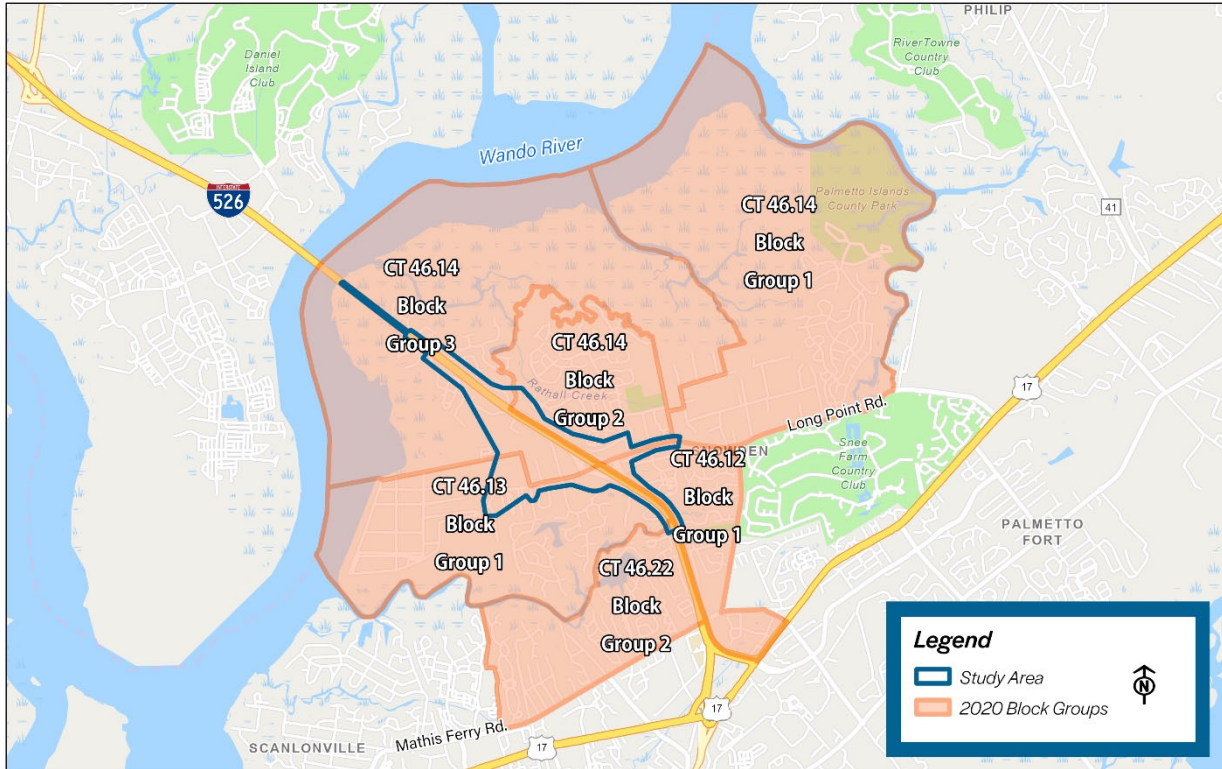 PHILIP
Daniel
Island
Club
RiverTowne
Country
Club
Wando River
INTERSTATE
526
Palmetto Islands
County Park
41
CT 46.14
Block
Group 1
CT 46.14
Block
Group 3
CT 46.14
Block
Group 2
Rathall Creek
17
Long Point Rd.
SNOWDEN
Snee
Farm
Country
Club
CT 46.12
Block
Group 1
CT 46.13
Block
Group 1
PALMETTO
FORT
CT 46.22
Block
Group 2
17
Mathis Ferry Rd.
17
SCANLONVILLE
Legend
Study Area
2020 Block Groups
N